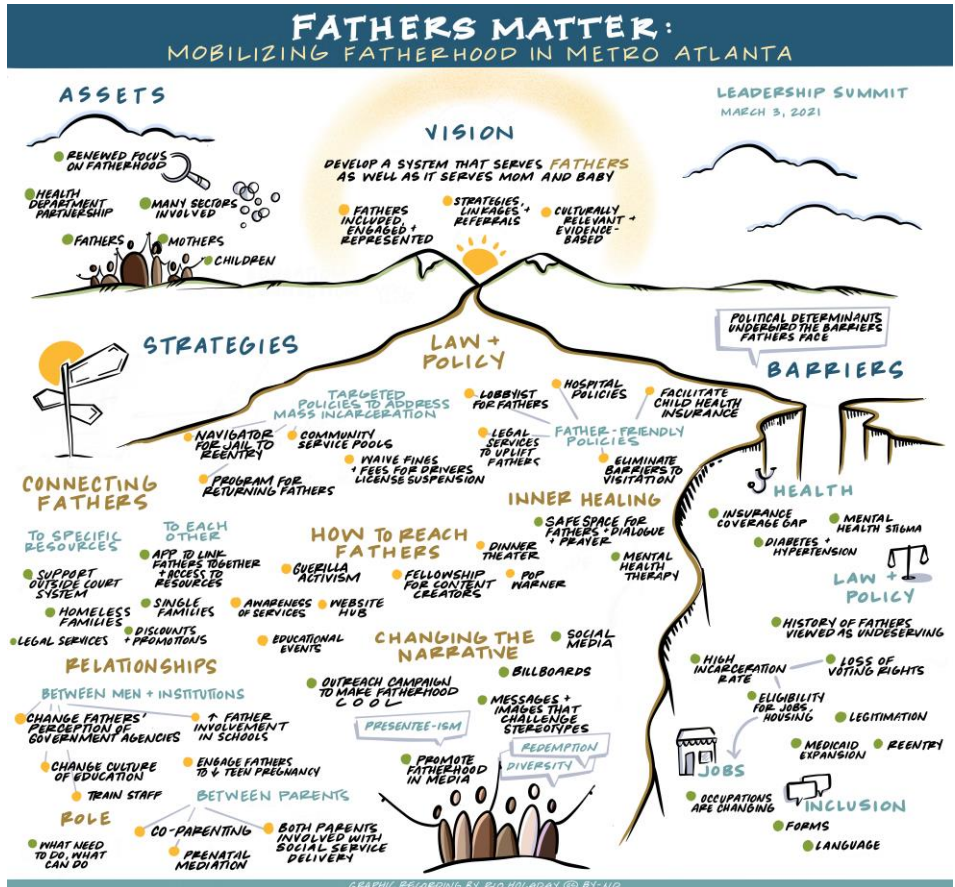 FATHERS MATTER:
MOBILIZING FATHERHOOD IN METRO ATLANTA
ASSETS
RENEWED FOCUS
ON FATHERHOOD
HEALTH
DEPARTMENT
PARTNERSHIP
MANY SECTORS
INVOLVED
FATHERS
MOTHERS
CHILDREN
VISION
DEVELOP A SYSTEM THAT SERVES FATHERS
AS WELL AS IT SERVES MOM AND BABY
FATHERS
INCLUDED,
ENGAGED +
REPRESENTED
STRATEGIES,
LINKAGES +
REFERRALS
CULTURALLY
RELEVANT +
EVIDENCE-
BASED
LEADERSHIP SUMMIT
MARCH 3, 2021
STRATEGIES
LAW +
POLICY
TARGETED
POLICIES TO ADDRESS
MASS INCARCERATION
NAVIGATOR
FOR JAIL TO
REENTRY
COMMUNITY
SERVICE POOLS
PROGRAM FOR
RETURNING FATHERS
WAIVE FINES
+ FEES FOR DRIVERS
LICENSE SUSPENSION
LOBBYIST
FOR FATHERS
HOSPITAL
POLICIES
FACILITATE
CHILD HEALTH
INSURANCE
FATHER-FRIENDLY
POLICIES
LEGAL
SERVICES
TO UPLIFT
FATHERS
ELIMINATE
BARRIERS TO
VISITATION
CONNECTING
FATHERS
TO SPECIFIC
RESOURCES
SUPPORT
OUTSIDE COURT
SYSTEM
HOMELESS
FAMILIES
LEGAL SERVICES
TO EACH
OTHER
APP TO LINK
FATHERS TOGETHER
+ ACCESS TO
RESOURCES
SINGLE
FAMILIES
DISCOUNTS
+ PROMOTIONS
HOW TO REACH
FATHERS
GUERILLA
ACTIVISM
FELLOWSHIP
FOR CONTENT
CREATORS
DINNER
THEATER
POP
WARNER
AWARENESS
OF SERVICES
WEBSITE
HUB
EDUCATIONAL
EVENTS
INNER HEALING
SAFE SPACE FOR
FATHERS + DIALOGUE
+ PRAYER
MENTAL
HEALTH
THERAPY
CHANGING THE
NARRATIVE
SOCIAL
MEDIA
BILLBOARDS
OUTREACH CAMPAIGN
TO MAKE FATHERHOOD
COOL
MESSAGES +
IMAGES THAT
CHALLENGE
STEREOTYPES
PRESENTEE-ISM
REDEMPTION
DIVERSITY
PROMOTE
FATHERHOOD
IN MEDIA
RELATIONSHIPS
BETWEEN MEN + INSTITUTIONS
CHANGE FATHERS'
PERCEPTION OF
GOVERNMENT AGENCIES
↑ FATHER
INVOLVEMENT
IN SCHOOLS
CHANGE CULTURE
OF EDUCATION
TRAIN STAFF
ENGAGE FATHERS
TO ↓ TEEN PREGNANCY
BETWEEN PARENTS
CO-PARENTING
PRENATAL
MEDIATION
BOTH PARENTS
INVOLVED WITH
SOCIAL SERVICE
DELIVERY
ROLE
WHAT NEED
TO DO, WHAT
CAN DO
POLITICAL DETERMINANTS
UNDERGIRD THE BARRIERS
FATHERS FACE
BARRIERS
HEALTH
INSURANCE
COVERAGE GAP
MENTAL
HEALTH STIGMA
DIABETES +
HYPERTENSION
LAW +
POLICY
HISTORY OF FATHERS
VIEWED AS UNDESERVING
HIGH
INCARCERATION
RATE
LOSS OF
VOTING RIGHTS
ELIGIBILITY
FOR JOBS,
HOUSING
LEGITIMATION
MEDICAID
EXPANSION
REENTRY
JOBS
OCCUPATIONS
ARE CHANGING
INCLUSION
FORMS
LANGUAGE
GRAPHIC RECORDING BY RIO HOLADAY CC BY-ND